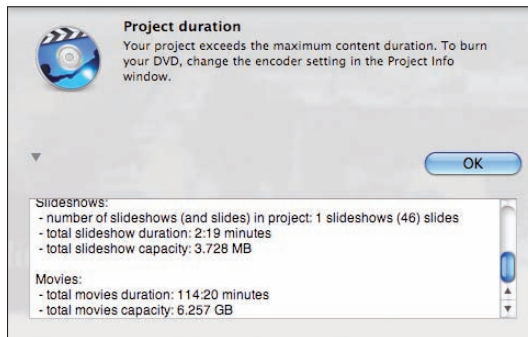 Project duration
Your project exceeds the maximum content duration. To burn
your DVD, change the encoder setting in the Project Info
window.
OK
Slideshows:
- number of slideshows (and slides) in project: 1 slideshows (46) slides
- total slideshow duration: 2:19 minutes
- total slideshow capacity: 3.728 MB
Movies:
- total movies duration: 114:20 minutes
- total movies capacity: 6.257 GB